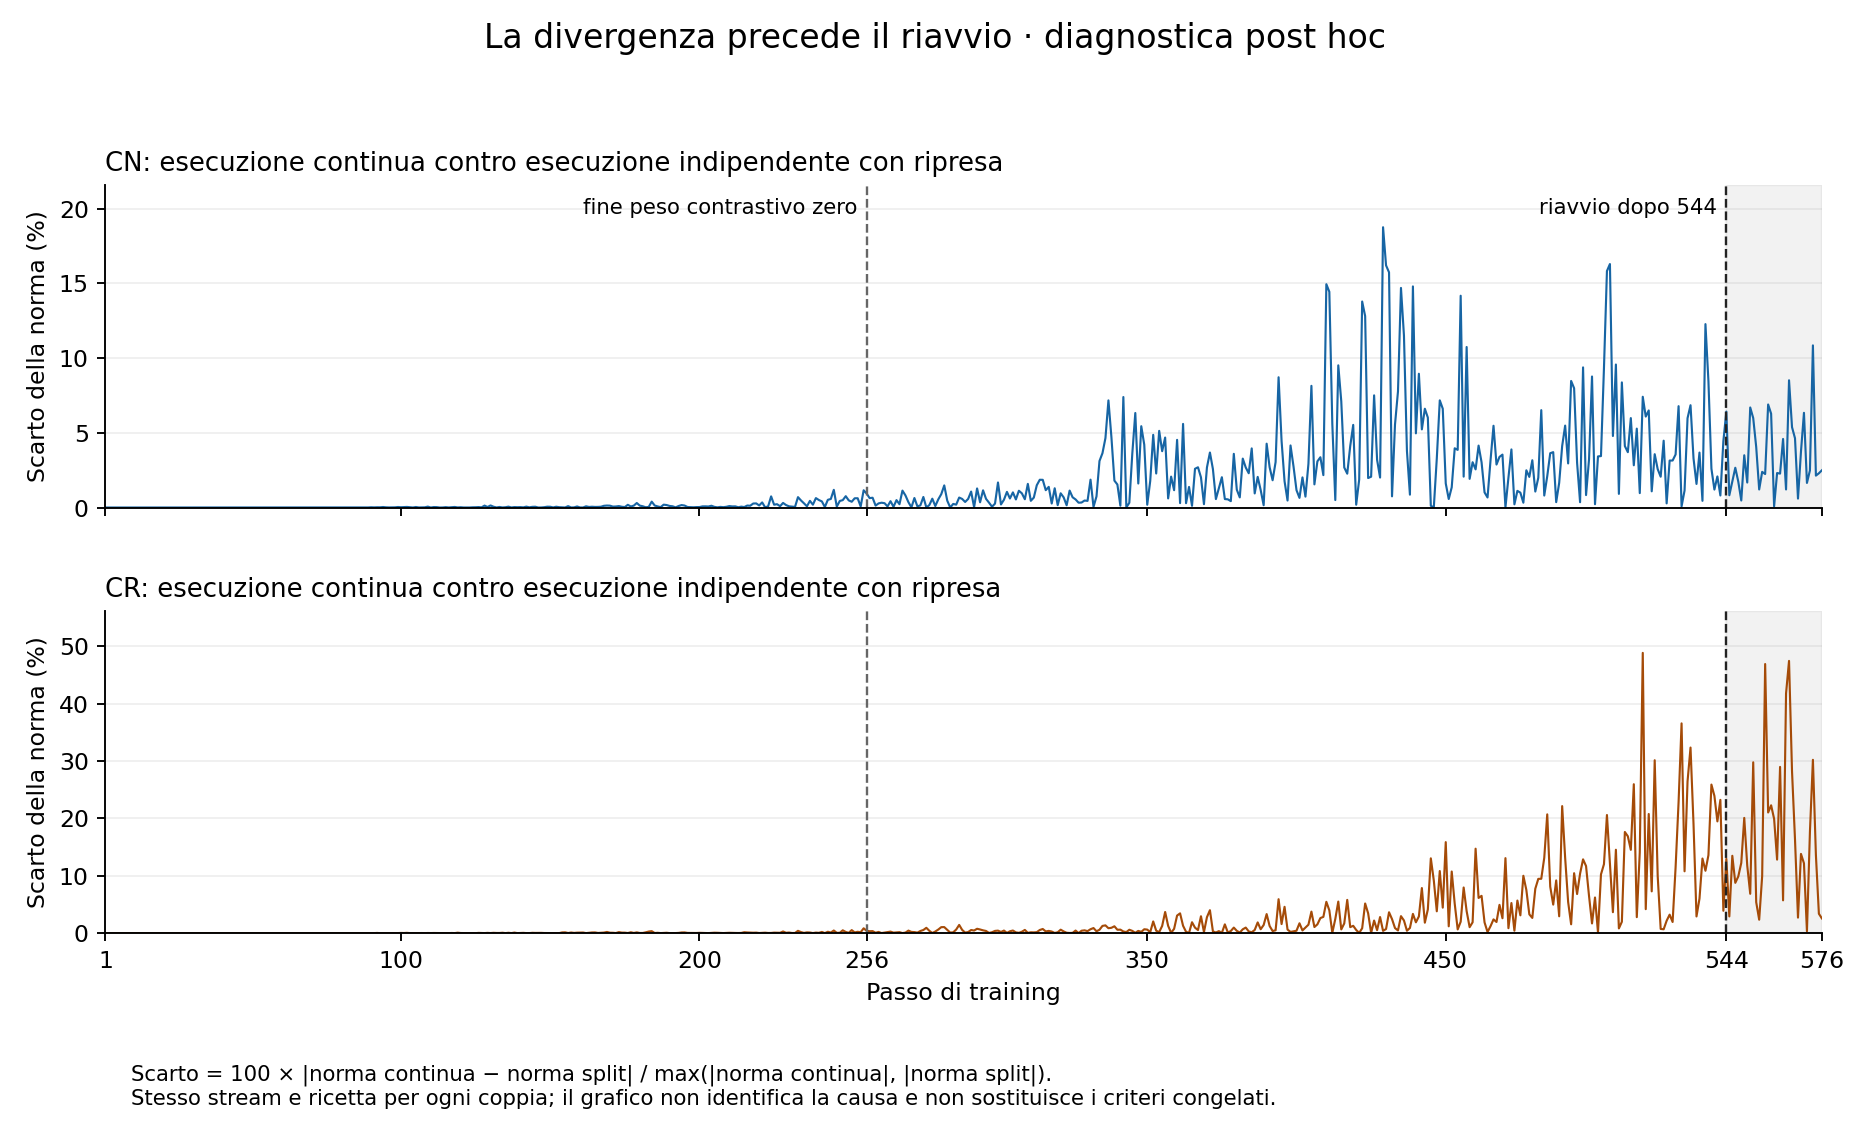 La divergenza precede il riavvio · diagnostica post hoc
CN: esecuzione continua contro esecuzione indipendente con ripresa
Scarto della norma (%)
20
15
10
5
0
fine peso contrastivo zero
riavvio dopo 544
CR: esecuzione continua contro esecuzione indipendente con ripresa
Scarto della norma (%)
50
40
30
20
10
0
1 100 200 256 350 450 544 576
Passo di training
Scarto = 100 × |norma continua − norma split| / max(|norma continua|, |norma split|).
Stesso stream e ricetta per ogni coppia; il grafico non identifica la causa e non sostituisce i criteri congelati.